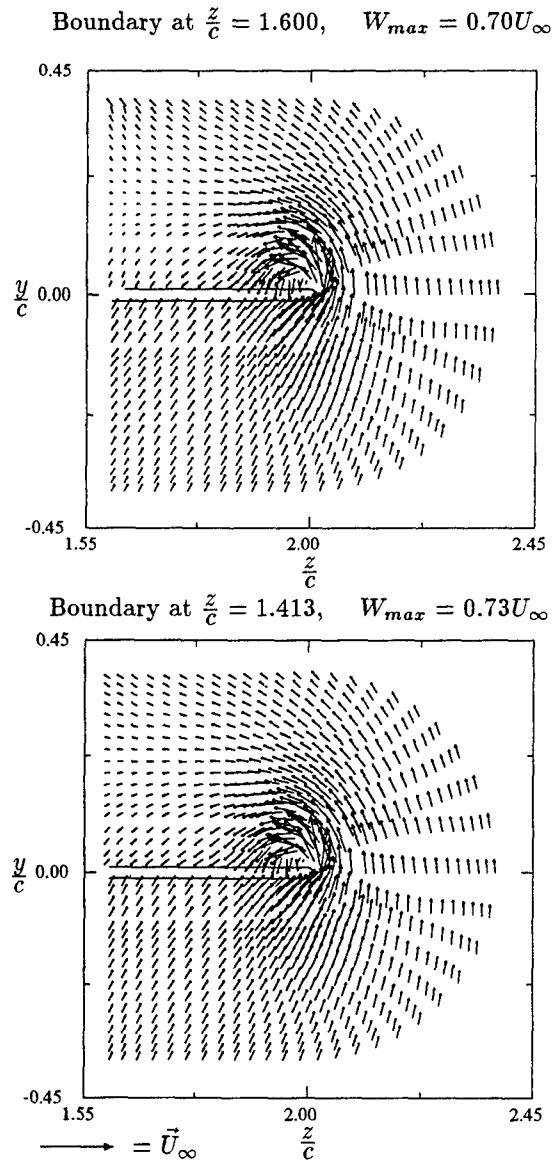 Boundary at z/c = 1.600, W_max = 0.70U_∞
0.45
y/c
0.00
-0.45
1.55
2.00
2.45
z/c
Boundary at z/c = 1.413, W_max = 0.73U_∞
0.45
y/c
0.00
-0.45
1.55
2.00
2.45
= U⃗_∞
z/c